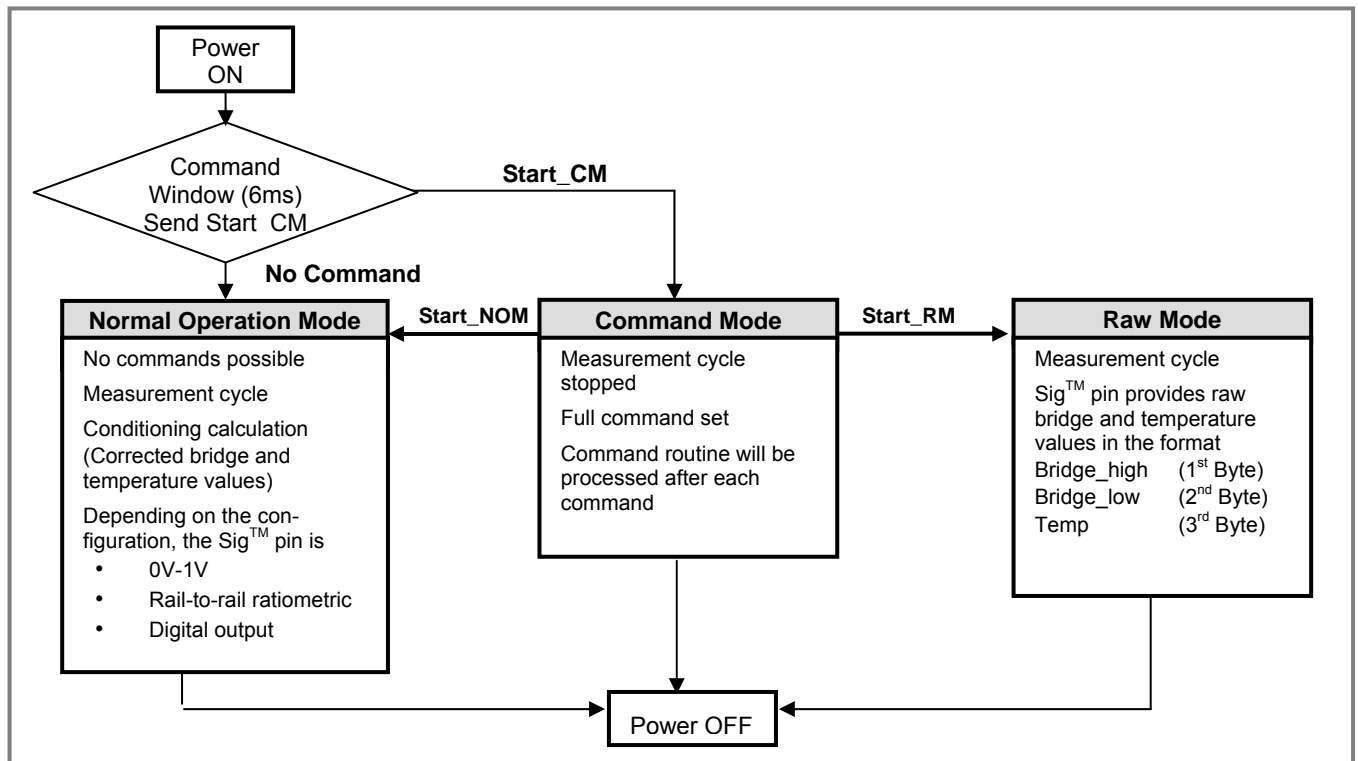 Power
ON
Command
Window (6ms)
Send Start CM
Start_CM
No Command
Normal Operation Mode
No commands possible
Measurement cycle
Conditioning calculation
(Corrected bridge and
temperature values)
Depending on the con-
figuration, the Sig™ pin is
• 0V-1V
• Rail-to-rail ratiometric
• Digital output
Start_NOM
Command Mode
Measurement cycle
stopped
Full command set
Command routine will be
processed after each
command
Start_RM
Raw Mode
Measurement cycle
Sig™ pin provides raw
bridge and temperature
values in the format
Bridge_high (1st Byte)
Bridge_low (2nd Byte)
Temp (3rd Byte)
Power OFF